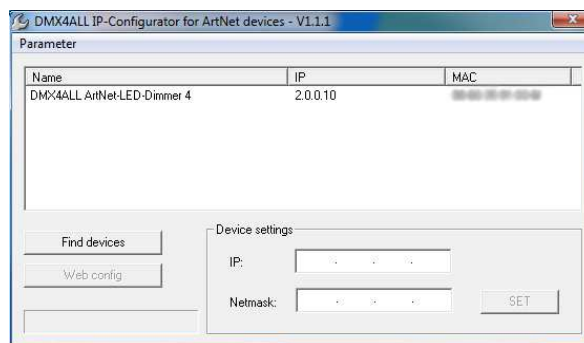 DMX4ALL IP-Configurator for ArtNet devices - V1.1.1
Parameter
Name IP MAC
DMX4ALL ArtNet-LED-Dimmer 4 2.0.0.10
Find devices
Web config
Device settings
IP: . . .
Netmask: . . .
SET